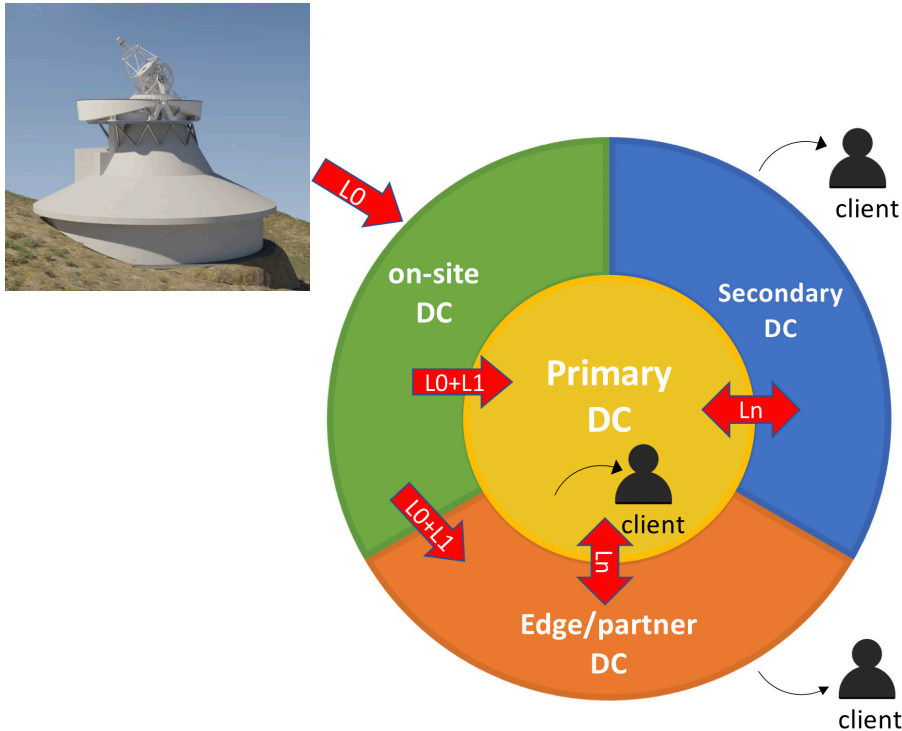 L0
client
on-site
DC
Secondary
DC
L0+L1
Primary
DC
Ln
client
L0+L1
Ln
Edge/partner
DC
client